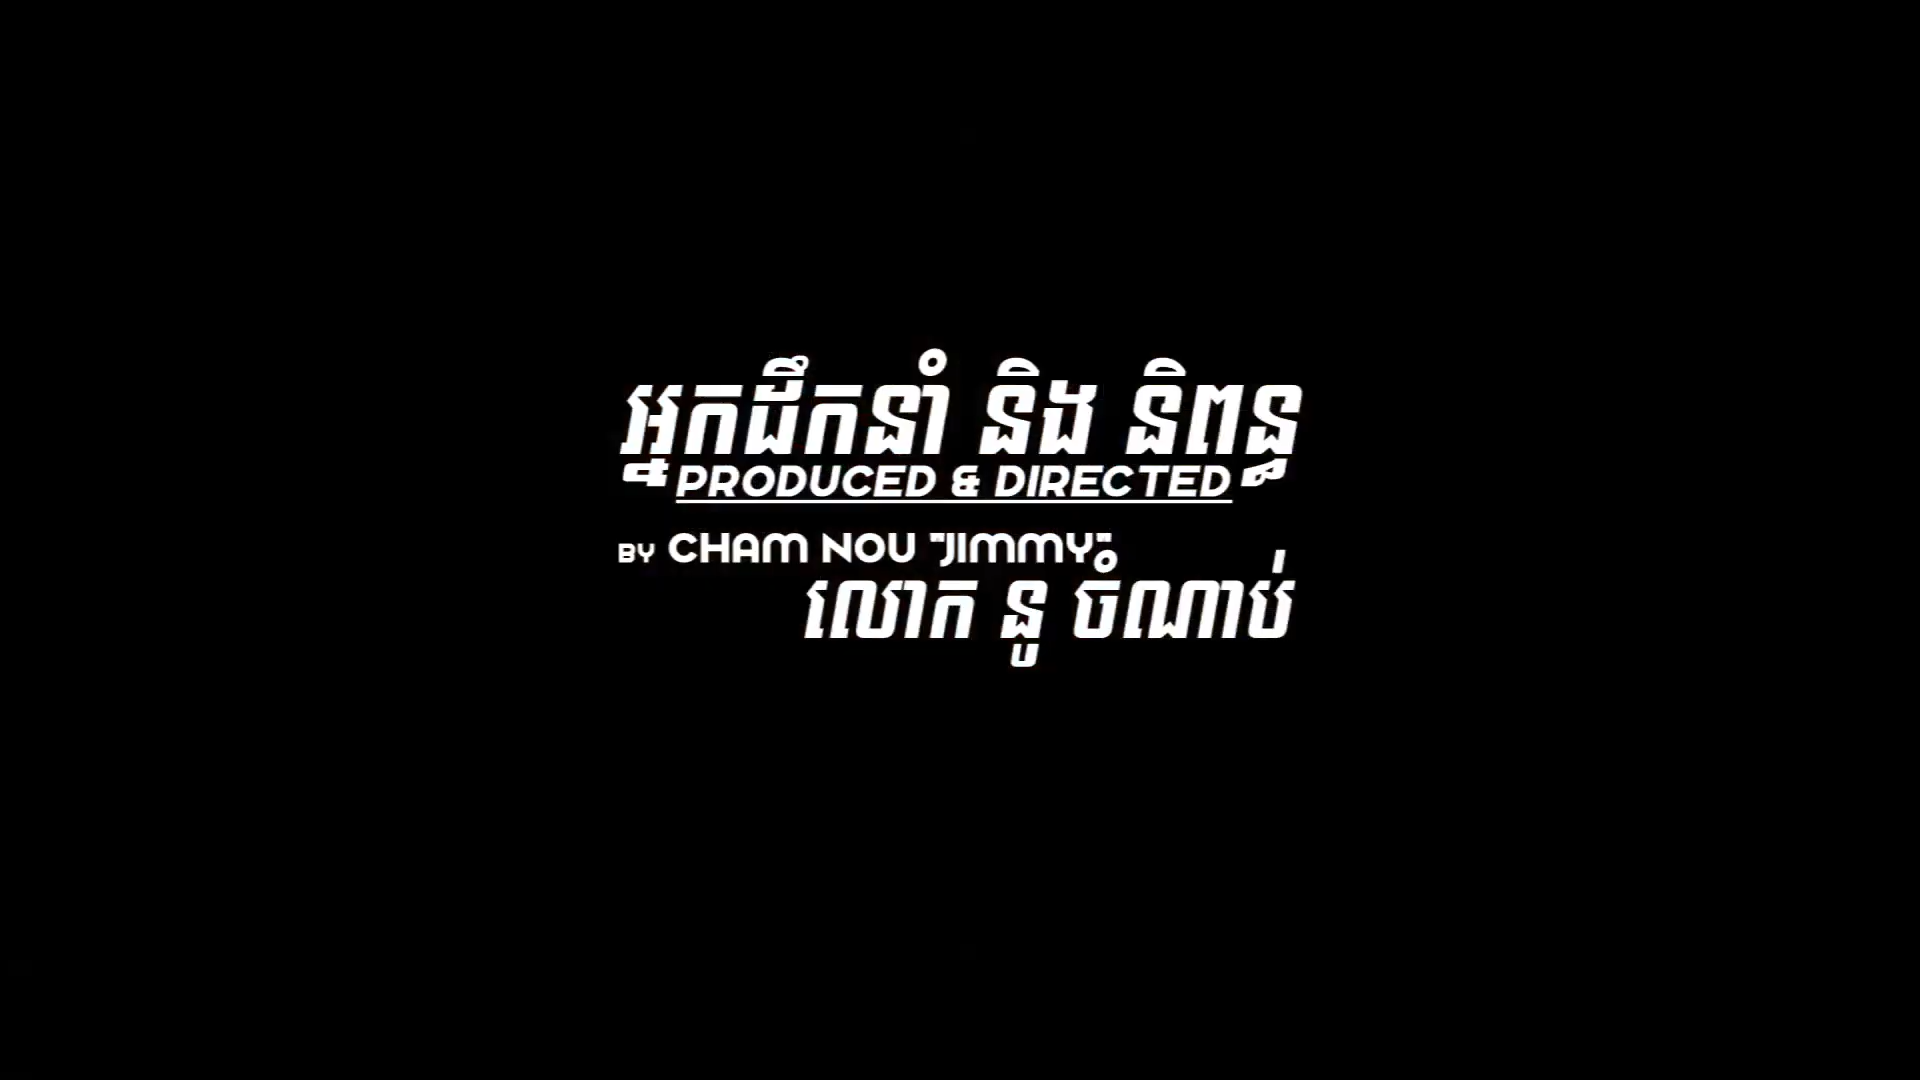 អ្នកដឹកនាំ និង និពន្ធ
PRODUCED & DIRECTED
BY CHAM NOU "JIMMY"
លោក នូ ចំណាប់